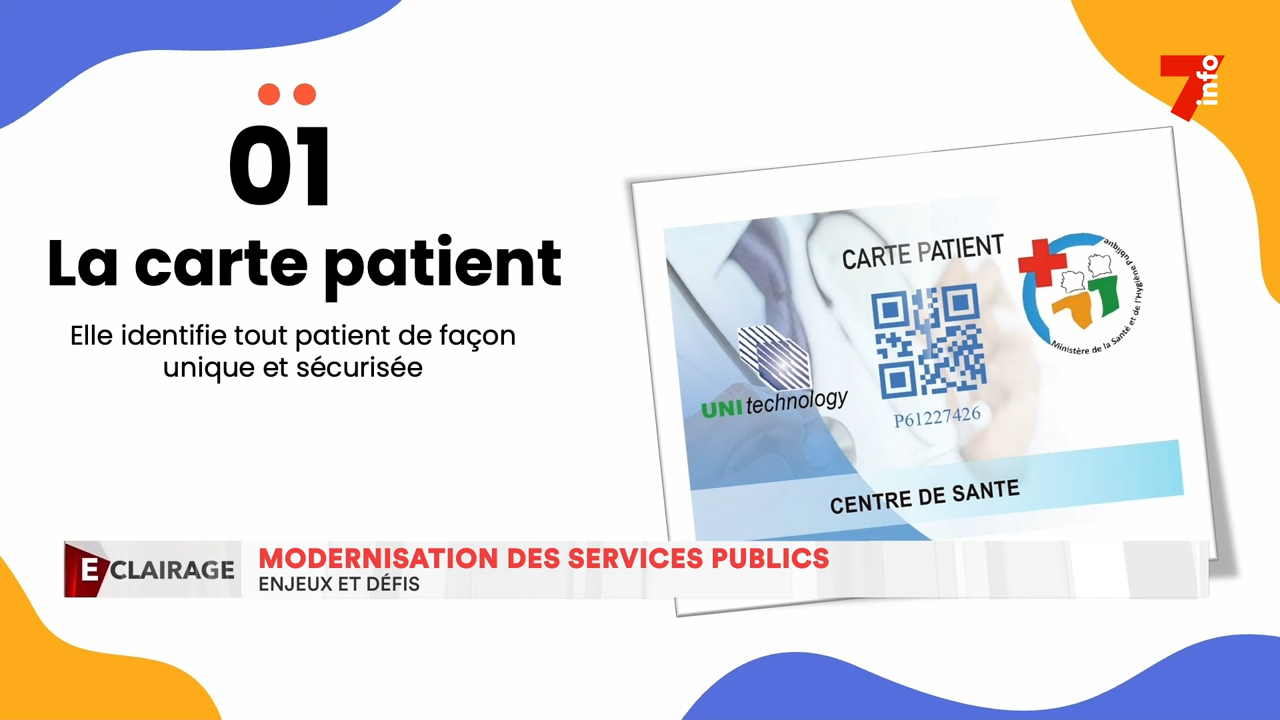 7info
01
La carte patient
Elle identifie tout patient de façon
unique et sécurisée
CARTE PATIENT
Ministère de la Santé et de l'Hygiène Publique
UNI technology
P61227426
CENTRE DE SANTE
ECLAIRAGE
MODERNISATION DES SERVICES PUBLICS
ENJEUX ET DÉFIS